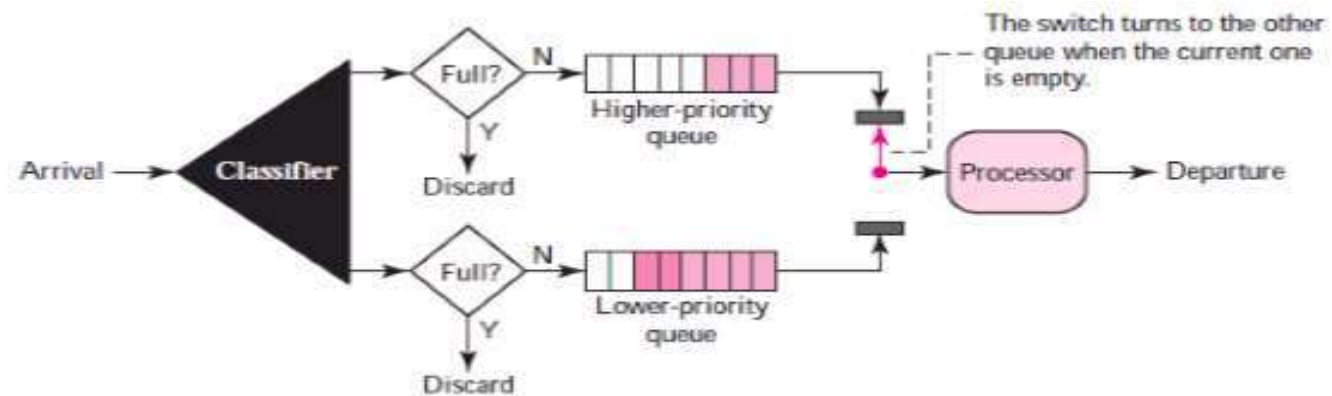 The switch turns to the other
queue when the current one
is empty.
Full?
N
Higher-priority
queue
Y
Discard
Arrival
Classifier
Processor
Departure
Full?
N
Lower-priority
queue
Y
Discard